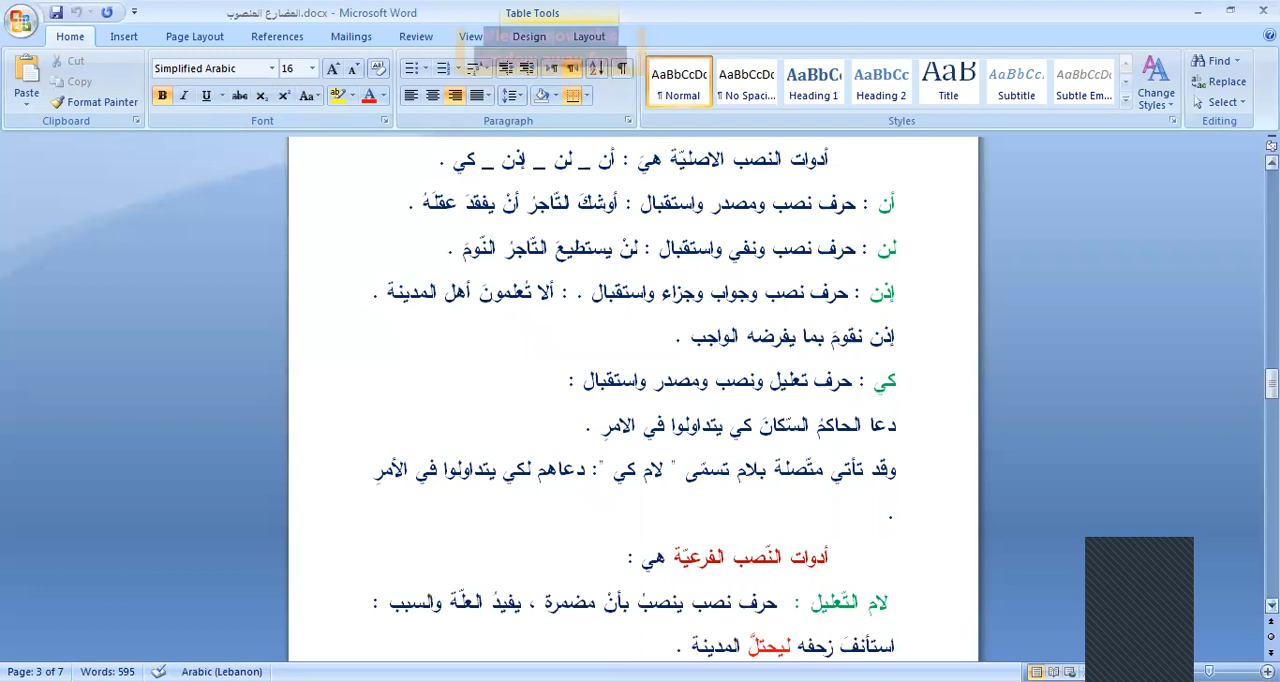 المضارع المنصوب.docx - Microsoft Word
Table Tools
Home Insert Page Layout References Mailings Review View Design Layout
Paste Cut Copy Format Painter
Simplified Arabic 16
AaBbCcDc AaBbCcDc AaBbC AaBbCc AaB AaBbCc. AaBbCcDc
Normal No Spaci... Heading 1 Heading 2 Title Subtitle Subtle Em...
Change Styles
Find Replace Select
Clipboard Font Paragraph Styles Editing
أدوات النصب الاصليّة هيَ : أن _ لن _ إذن _ كي .
أن : حرف نصب ومصدر واستقبال : أوشكَ التّاجرُ أنْ يفقدَ عقلَهُ .
لن : حرف نصب ونفي واستقبال : لنْ يستطيعَ التّاجرُ النّومَ .
إذن : حرف نصب وجواب وجزاء واستقبال . : ألا تُعلمونَ أهل المدينة .
إذن نقومَ بما يفرضه الواجب .
كي : حرف تعليل ونصب ومصدر واستقبال :
دعا الحاكمُ السّكانَ كي يتداولوا في الامرِ .
وقد تأتي متّصلة بلام تسمّى " لام كي ": دعاهم لكي يتداولوا في الأمرِ
.
أدوات النّصب الفرعيّة هي :
لام التّعليل : حرف نصب ينصبُ بأنْ مضمرة ، يفيدُ العلّة والسبب :
استأنفَ زحفه ليحتلَّ المدينة .
Page: 3 of 7 Words: 595 Arabic (Lebanon)